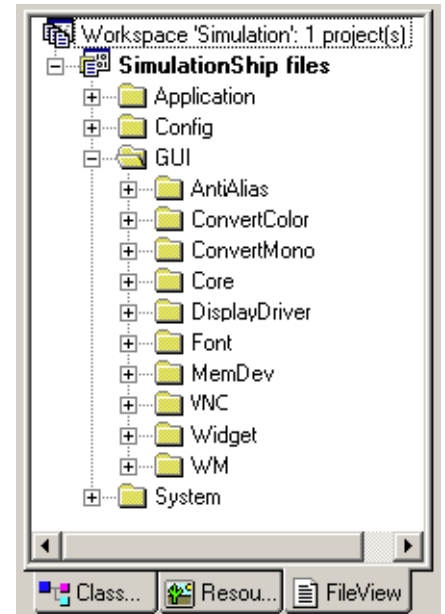 Workspace 'Simulation': 1 project(s)
SimulationShip files
Application
Config
GUI
AntiAlias
ConvertColor
ConvertMono
Core
DisplayDriver
Font
MemDev
VNC
Widget
WM
System
Class... Resou... FileView